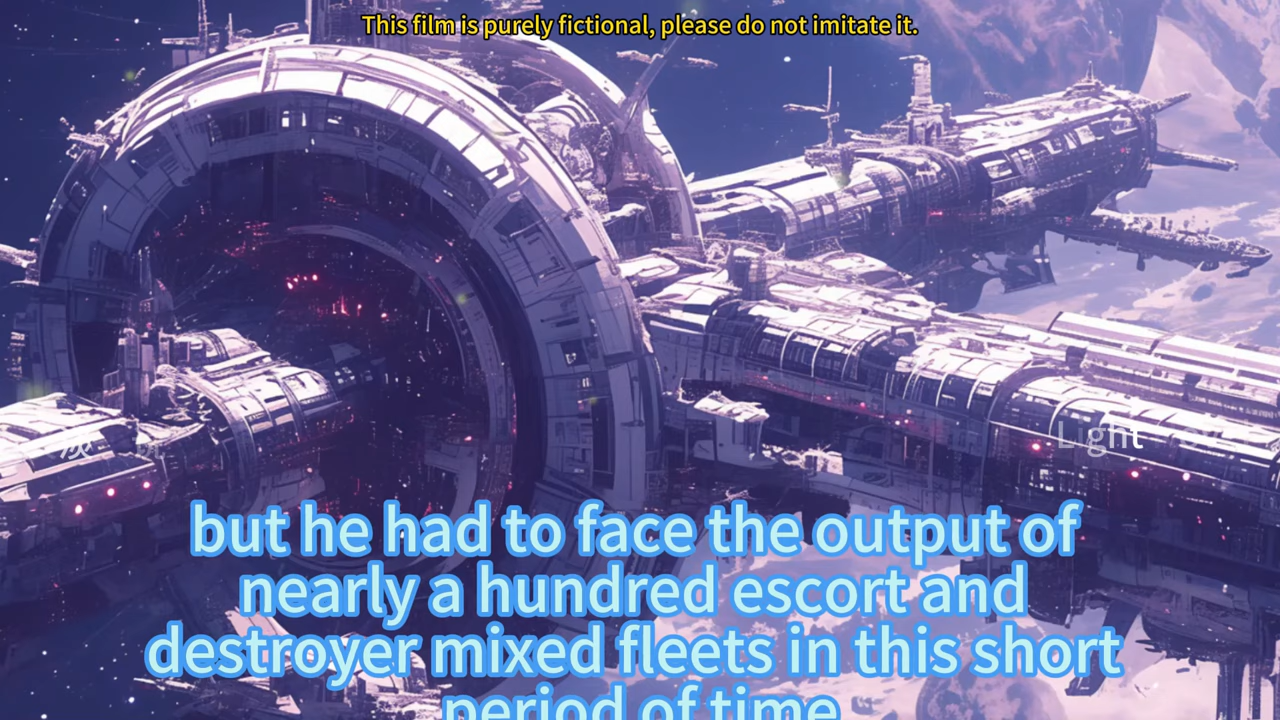 This film is purely fictional, please do not imitate it.
Light
but he had to face the output of
nearly a hundred escort and
destroyer mixed fleets in this short
period of time